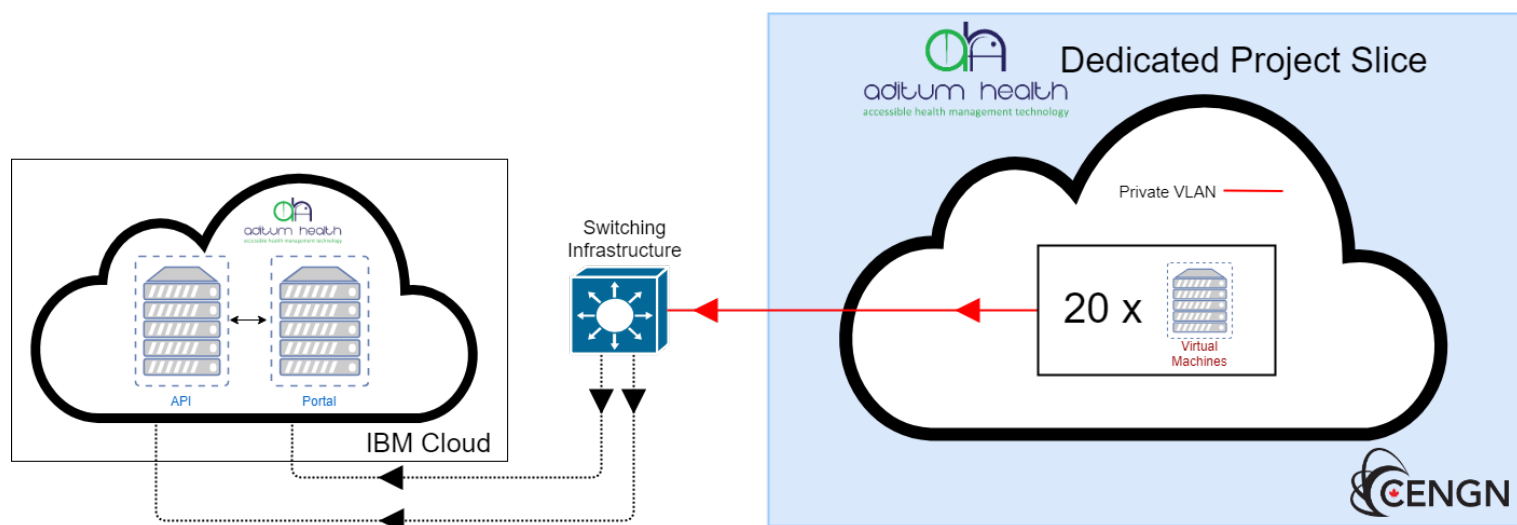 aditum health
accessible health management technology
Dedicated Project Slice
Private VLAN
20 x
Virtual
Machines
CENGN
Switching
Infrastructure
aditum health
accessible health management technology
API
Portal
IBM Cloud